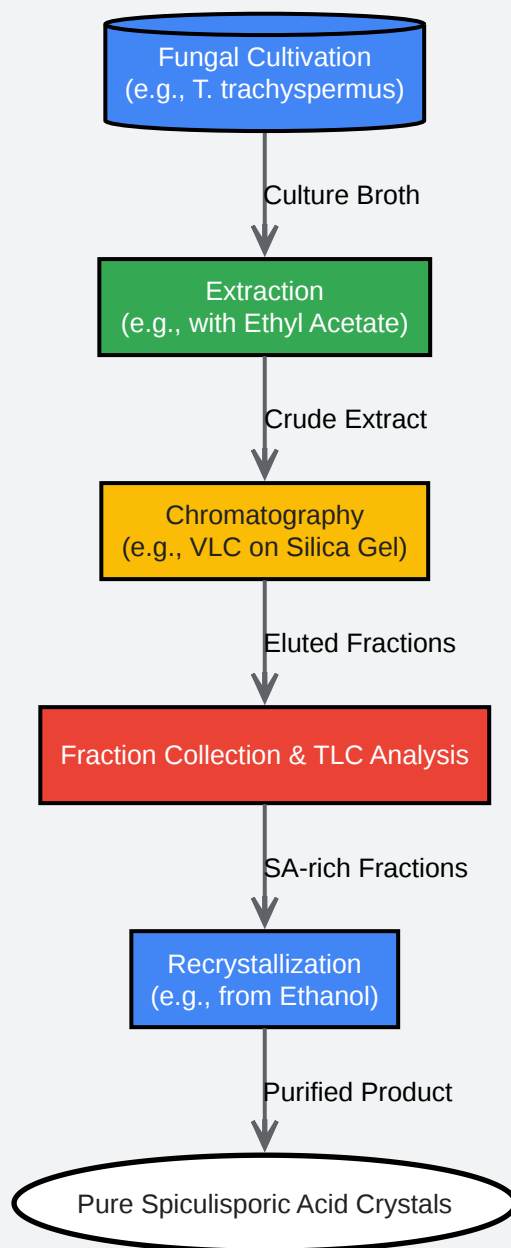 Fungal Cultivation
(e.g., T. trachyspermus)
Culture Broth
Extraction
(e.g., with Ethyl Acetate)
Crude Extract
Chromatography
(e.g., VLC on Silica Gel)
Eluted Fractions
Fraction Collection & TLC Analysis
SA-rich Fractions
Recrystallization
(e.g., from Ethanol)
Purified Product
Pure Spiculisporic Acid Crystals